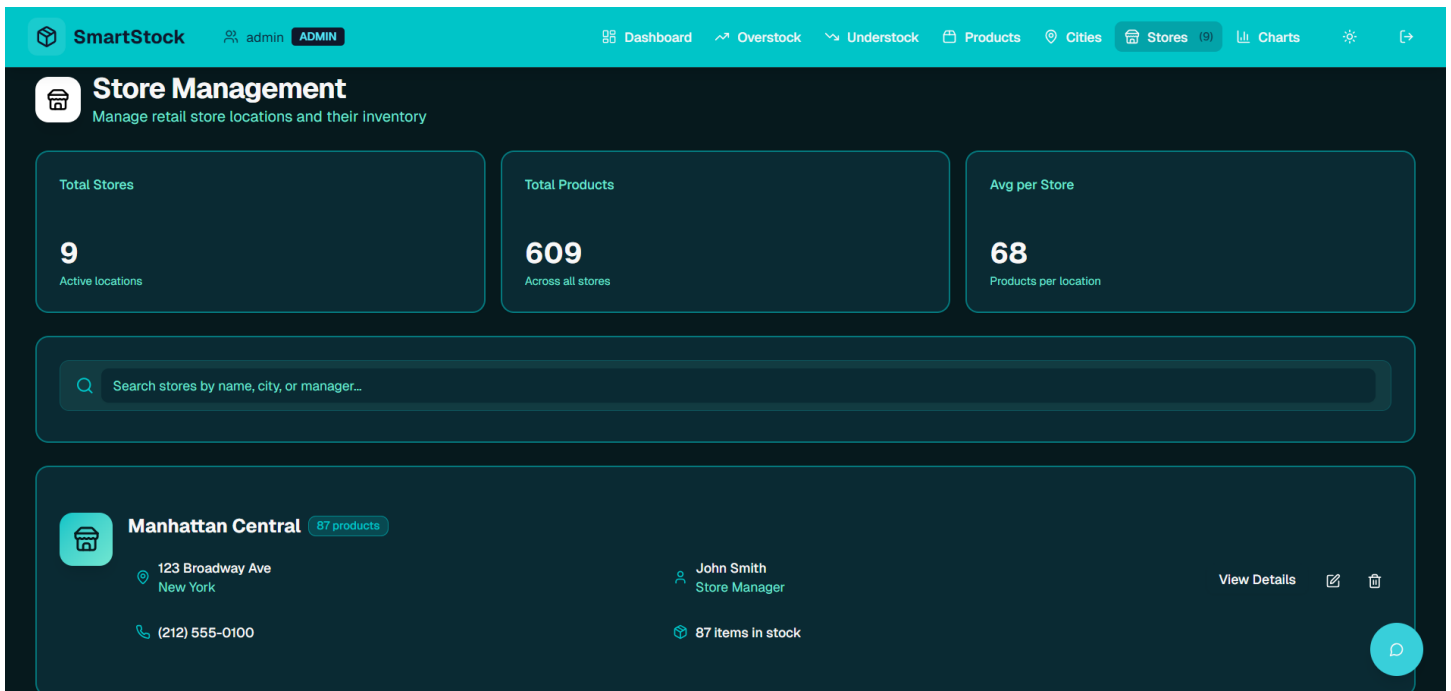 SmartStock admin ADMIN Dashboard Overstock Understock Products Cities Stores (9) Charts
Store Management
Manage retail store locations and their inventory
Total Stores
9
Active locations
Total Products
609
Across all stores
Avg per Store
68
Products per location
Search stores by name, city, or manager...
Manhattan Central 87 products
123 Broadway Ave
New York
John Smith
Store Manager
View Details
(212) 555-0100
87 items in stock